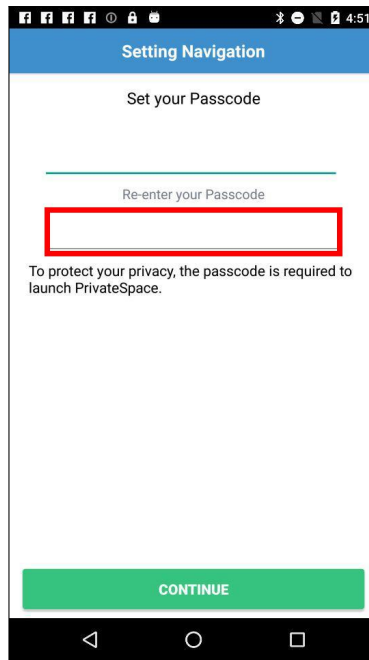 4:51
Setting Navigation
Set your Passcode
Re-enter your Passcode
To protect your privacy, the passcode is required to
launch PrivateSpace.
CONTINUE